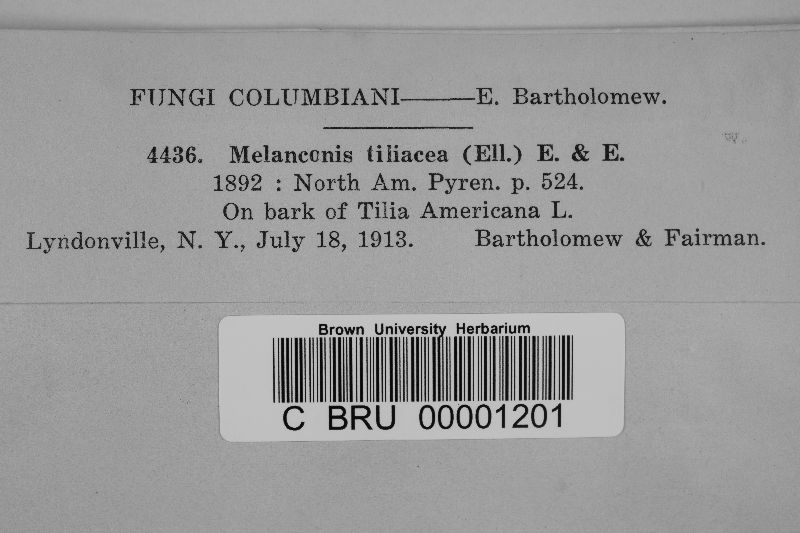 FUNGI COLUMBIANI———E. Bartholomew.
4436. Melanconis tiliacea (Ell.) E. & E.
1892 : North Am. Pyren. p. 524.
On bark of Tilia Americana L.
Lyndonville, N. Y., July 18, 1913. Bartholomew & Fairman.
Brown University Herbarium
C BRU 00001201